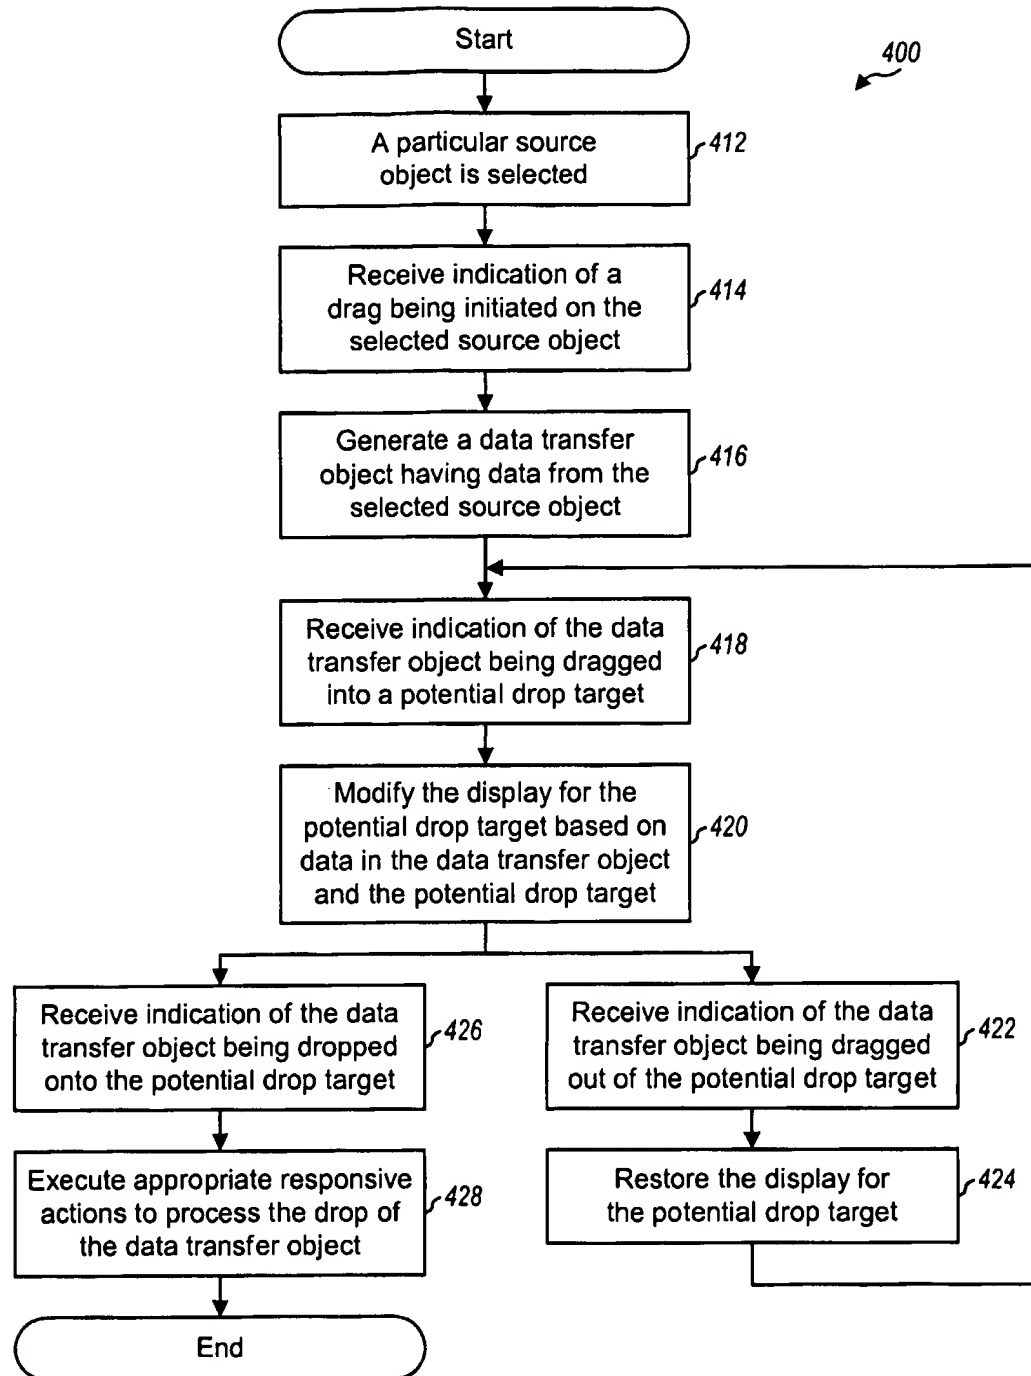 Start
400
A particular source
object is selected
412
Receive indication of a
drag being initiated on the
selected source object
414
Generate a data transfer
object having data from the
selected source object
416
Receive indication of the data
transfer object being dragged
into a potential drop target
418
Modify the display for the
potential drop target based on
data in the data transfer object
and the potential drop target
420
Receive indication of the data
transfer object being dropped
onto the potential drop target
426
Receive indication of the data
transfer object being dragged
out of the potential drop target
422
Execute appropriate responsive
actions to process the drop of
the data transfer object
428
Restore the display for
the potential drop target
424
End